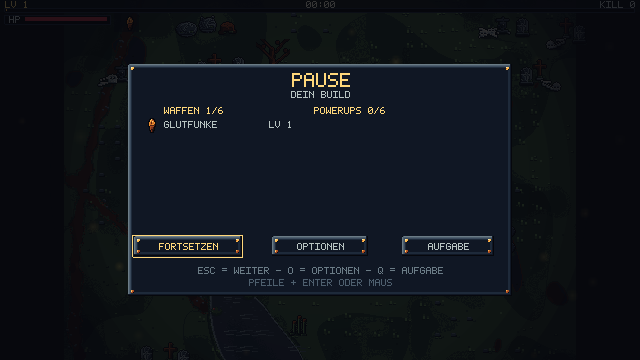 LV 1 00:00 KILL 0
HP
PAUSE
DEIN BUILD
WAFFEN 1/6 POWERUPS 0/6
GLUTFUNKE LV 1
FORTSETZEN OPTIONEN AUFGABE
ESC = WEITER - O = OPTIONEN - Q = AUFGABE
PFEILE + ENTER ODER MAUS